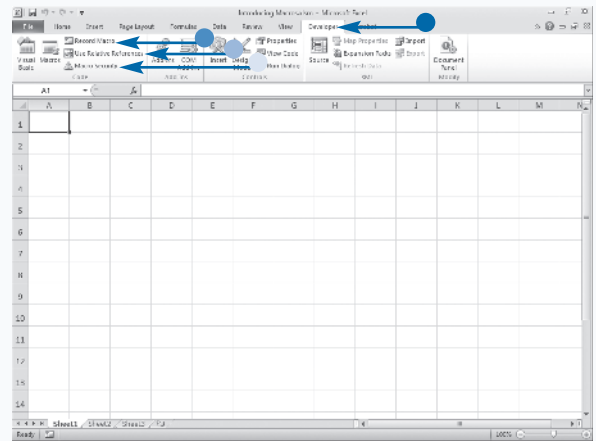 Introducing Macros.xlsm - Microsoft Excel
File Home Insert Page Layout Formulas Data Review View Developer
Record Macro Properties Map Properties Import
Use Relative References View Code Expansion Packs Export
Visual Basic Macros Macro Security Add-Ins COM Insert Design Run Dialog Source Refresh Data Document Panel
Code Add-Ins Controls XML Modify
A1 fx
A B C D E F G H I J K L M N
1
2
3
4
5
6
7
8
9
10
11
12
13
14
Sheet1 Sheet2 Sheet3
Ready 100%